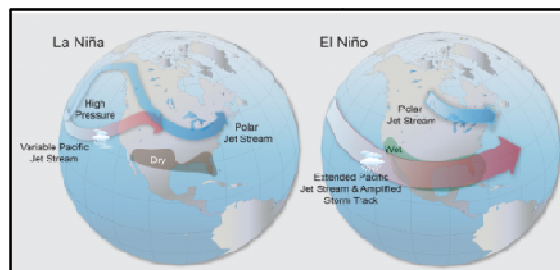 La Niña
High
Pressure
Variable Pacific
Jet Stream
Polar
Jet Stream
Dry
El Niño
Polar
Jet Stream
Wet
Extended Pacific
Jet Stream & Amplified
Storm Track